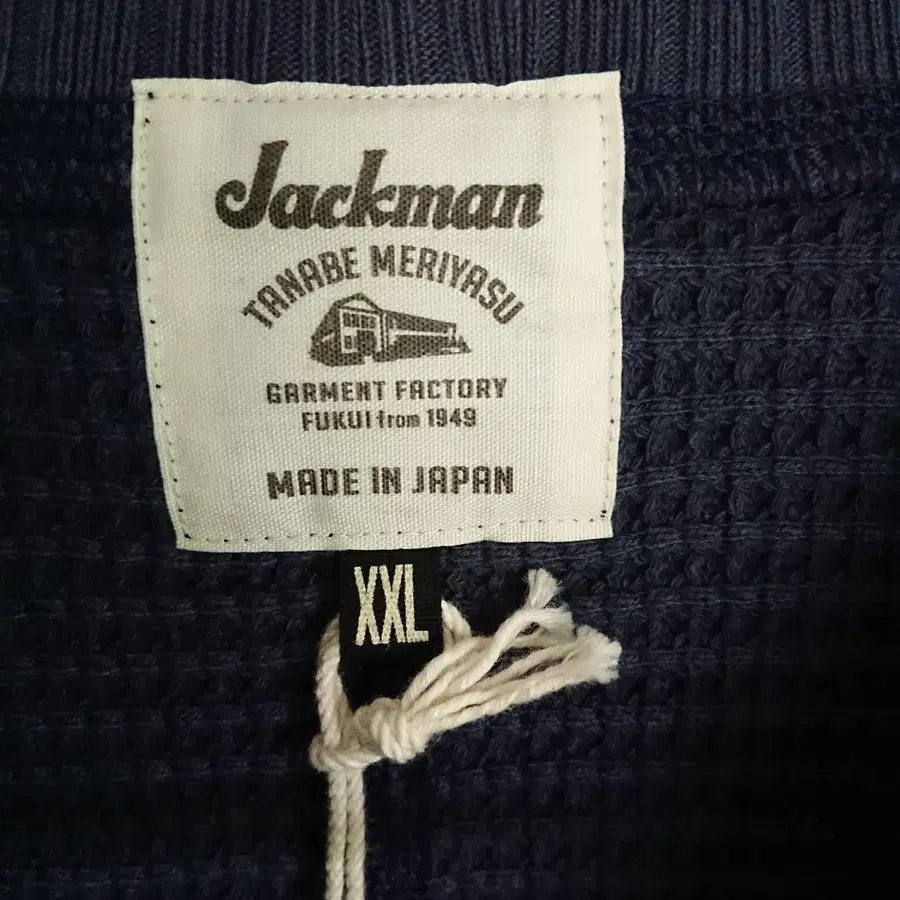 Jackman
TANABE MERIYASU
GARMENT FACTORY
FUKUI from 1949
MADE IN JAPAN
XXL